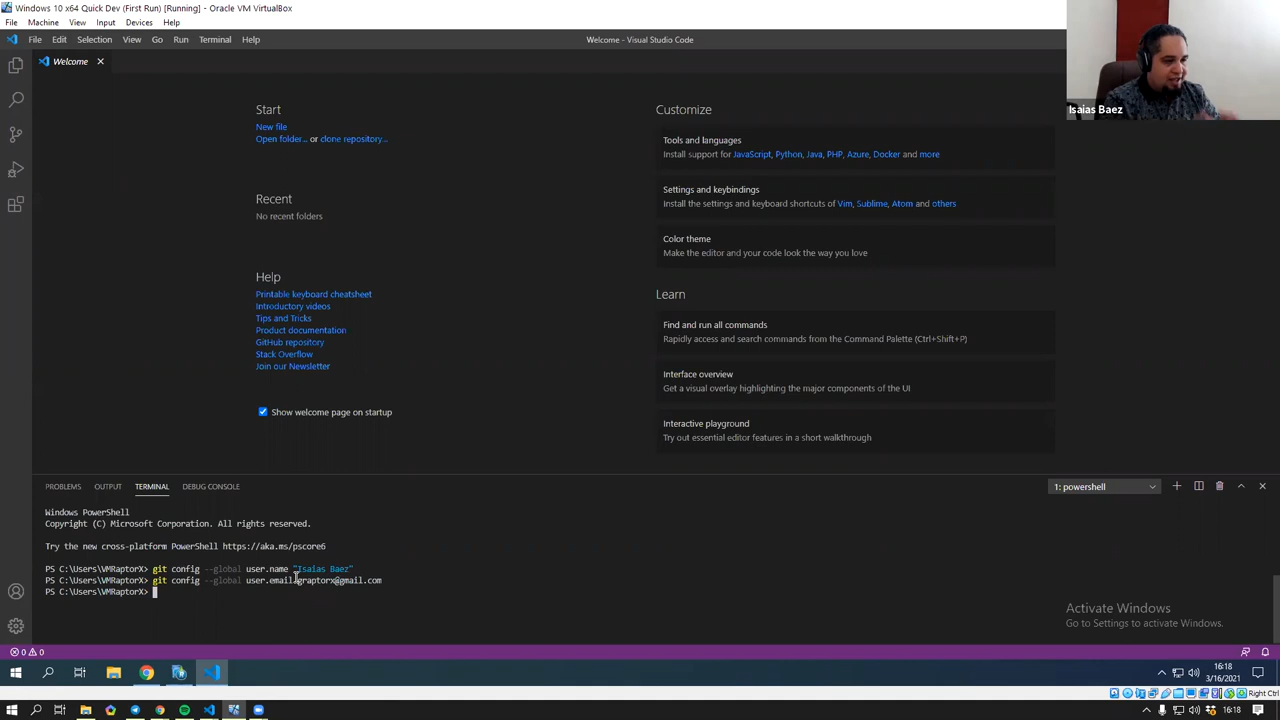 Windows 10 x64 Quick Dev (First Run) [Running] - Oracle VM VirtualBox
File Machine View Input Devices Help
File Edit Selection View Go Run Terminal Help
Welcome - Visual Studio Code
Welcome
Isaias Baez
Start
New file
Open folder... or clone repository...
Recent
No recent folders
Help
Printable keyboard cheatsheet
Introductory videos
Tips and Tricks
Product documentation
GitHub repository
Stack Overflow
Join our Newsletter
Show welcome page on startup
Customize
Tools and languages
Install support for JavaScript, Python, Java, PHP, Azure, Docker and more
Settings and keybindings
Install the settings and keyboard shortcuts of Vim, Sublime, Atom and others
Color theme
Make the editor and your code look the way you love
Learn
Find and run all commands
Rapidly access and search commands from the Command Palette (Ctrl+Shift+P)
Interface overview
Get a visual overlay highlighting the major components of the UI
Interactive playground
Try out essential editor features in a short walkthrough
PROBLEMS OUTPUT TERMINAL DEBUG CONSOLE
1: powershell
Windows PowerShell
Copyright (C) Microsoft Corporation. All rights reserved.
Try the new cross-platform PowerShell https://aka.ms/pscore6
PS C:\Users\VMRaptorX> git config --global user.name "Isaias Baez"
PS C:\Users\VMRaptorX> git config --global
PS C:\Users\VMRaptorX>
Activate Windows
Go to Settings to activate Windows.
0 0
16:18
3/16/2021
Right Ctrl
16:18